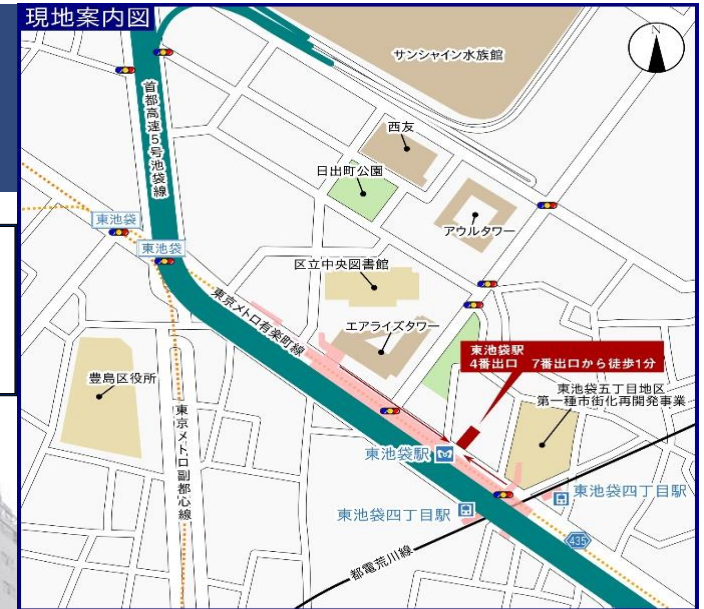 現地案内図
N
サンシャイン水族館
首都高速5号池袋線
西友
日出町公園
アウルタワー
東池袋
東池袋
区立中央図書館
東京メトロ有楽町線
エアライズタワー
東池袋駅
4番出口 7番出口から徒歩1分
豊島区役所
東池袋五丁目地区
第一種市街化再開発事業
東京メトロ副都心線
東池袋駅
東池袋四丁目駅
東池袋四丁目駅
435
都電荒川線